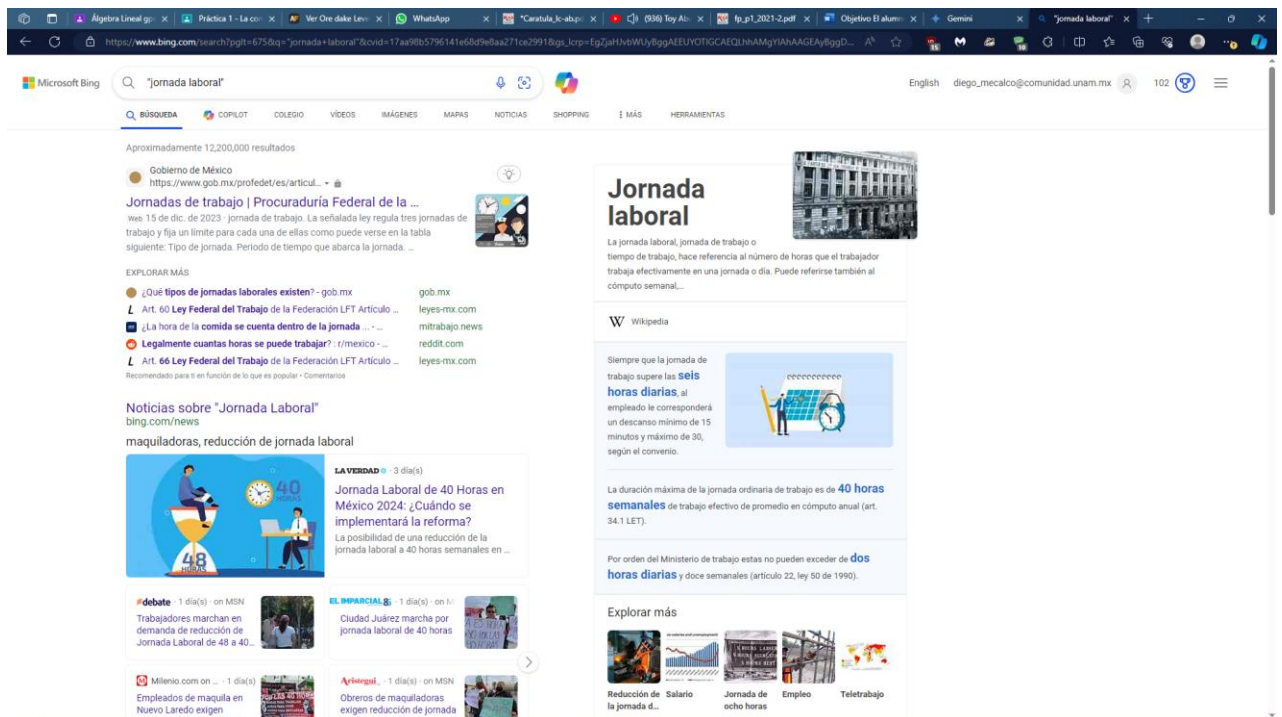 Álgebra Lineal
Práctica 1 - La con
Ver Ore dake Leve
WhatsApp
*Caratula_lc-ab.po
(936) Toy Ali
fp_p1_2021-2.pdf
Objetivo El alumn
Gemini
"jornada laboral"
https://www.bing.com/search?pglt=675&q="jornada+laboral"&cvid=17aa98b5796141e68d9e8aa271ce2991&gs_lcrp=EgZjaHJvbWUyBggAEEUYOTIGCAEQLhhAMgYIAhAAGEAyBggD...
Microsoft Bing
"jornada laboral"
English
diego_mecalco@comunidad.unam.mx
102
BÚSQUEDA
COPILOT
COLEGIO
VÍDEOS
IMÁGENES
MAPAS
NOTICIAS
SHOPPING
MÁS
HERRAMIENTAS
Aproximadamente 12,200,000 resultados
Gobierno de México
https://www.gob.mx/profedet/es/articul...
Jornadas de trabajo | Procuraduría Federal de la ...
Web 15 de dic. de 2023 · jornada de trabajo. La señalada ley regula tres jornadas de
trabajo y fija un límite para cada una de ellas como puede verse en la tabla
siguiente: Tipo de jornada. Periodo de tiempo que abarca la jornada. ...
EXPLORAR MÁS
¿Qué tipos de jornadas laborales existen? - gob.mx
gob.mx
Art. 60 Ley Federal del Trabajo de la Federación LFT Artículo ...
leyes-mx.com
¿La hora de la comida se cuenta dentro de la jornada ... - ...
mitrabajo.news
Legalmente cuantas horas se puede trabajar? : r/mexico - ...
reddit.com
Art. 66 Ley Federal del Trabajo de la Federación LFT Artículo ...
leyes-mx.com
Recomendado para ti en función de lo que es popular • Comentarios
Noticias sobre "Jornada Laboral"
bing.com/news
maquiladoras, reducción de jornada laboral
40
HORAS
48
HORAS
LA VERDAD · 3 día(s)
Jornada Laboral de 40 Horas en
México 2024: ¿Cuándo se
implementará la reforma?
La posibilidad de una reducción de la
jornada laboral a 40 horas semanales en ...
#debate · 1 día(s) · on MSN
Trabajadores marchan en
demanda de reducción de
Jornada Laboral de 48 a 40...
EL IMPARCIAL · 1 día(s) · on M
Ciudad Juárez marcha por
jornada laboral de 40 horas
Milenio.com on ... · 1 día(s)
Empleados de maquila en
Nuevo Laredo exigen
Aristegui_ · 1 día(s) · on MSN
Obreros de maquiladoras
exigen reducción de jornada
Jornada
laboral
La jornada laboral, jornada de trabajo o
tiempo de trabajo, hace referencia al número de horas que el trabajador
trabaja efectivamente en una jornada o día. Puede referirse también al
cómputo semanal,...
W Wikipedia
Siempre que la jornada de
trabajo supere las seis
horas diarias, al
empleado le corresponderá
un descanso mínimo de 15
minutos y máximo de 30,
según el convenio.
La duración máxima de la jornada ordinaria de trabajo es de 40 horas
semanales de trabajo efectivo de promedio en cómputo anual (art.
34.1 LET).
Por orden del Ministerio de trabajo estas no pueden exceder de dos
horas diarias y doce semanales (artículo 22, ley 50 de 1990).
Explorar más
Reducción de
la jornada d...
Salario
Jornada de
ocho horas
Empleo
Teletrabajo